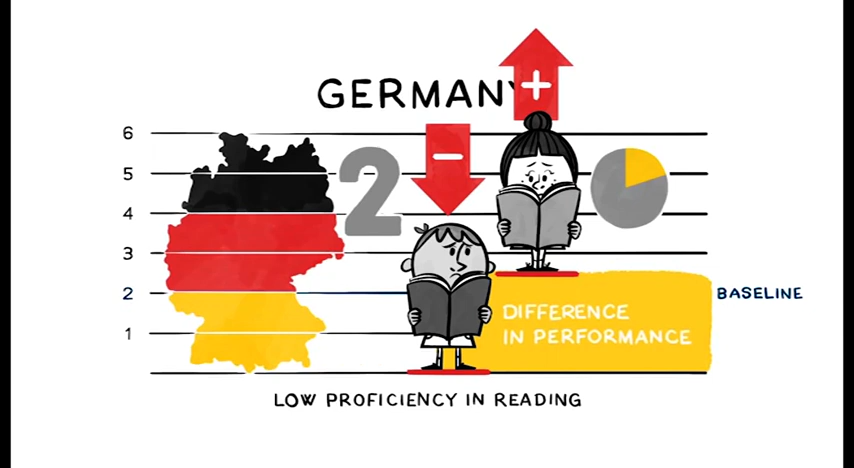 GERMANY
+
6
5
4
3
2
1
2
-
DIFFERENCE
IN PERFORMANCE
BASELINE
LOW PROFICIENCY IN READING